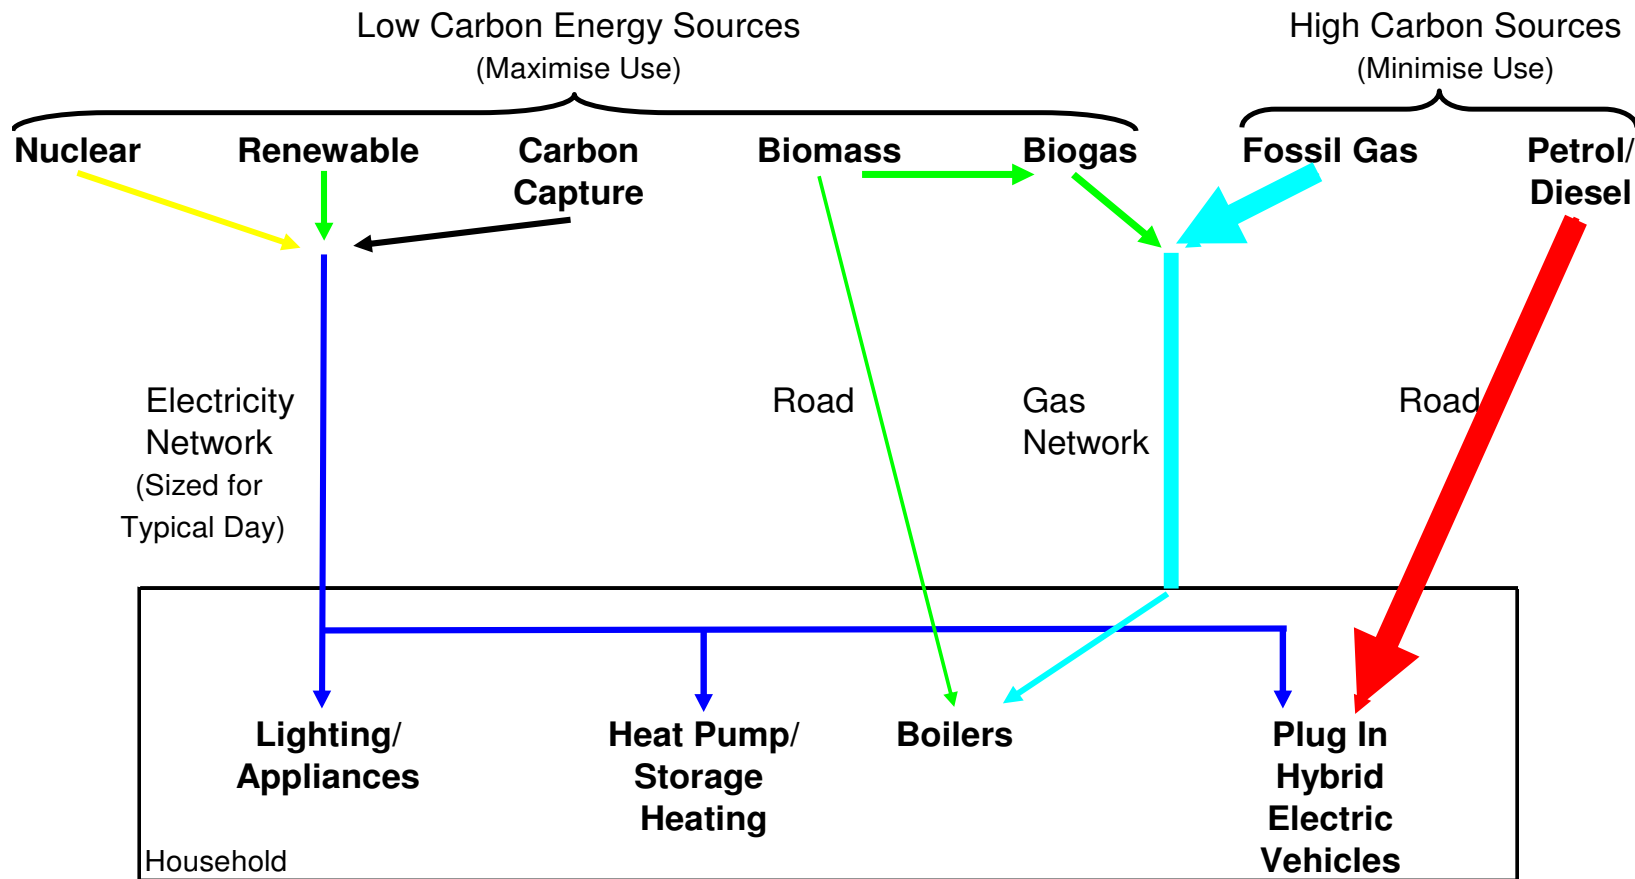 Low Carbon Energy Sources
(Maximise Use)
High Carbon Sources
(Minimise Use)
Nuclear
Renewable
Carbon
Capture
Biomass
Biogas
Fossil Gas
Petrol/
Diesel
Electricity
Network
(Sized for
Typical Day)
Road
Gas
Network
Road
Lighting/
Appliances
Heat Pump/
Storage
Heating
Boilers
Plug In
Hybrid
Electric
Vehicles
Household